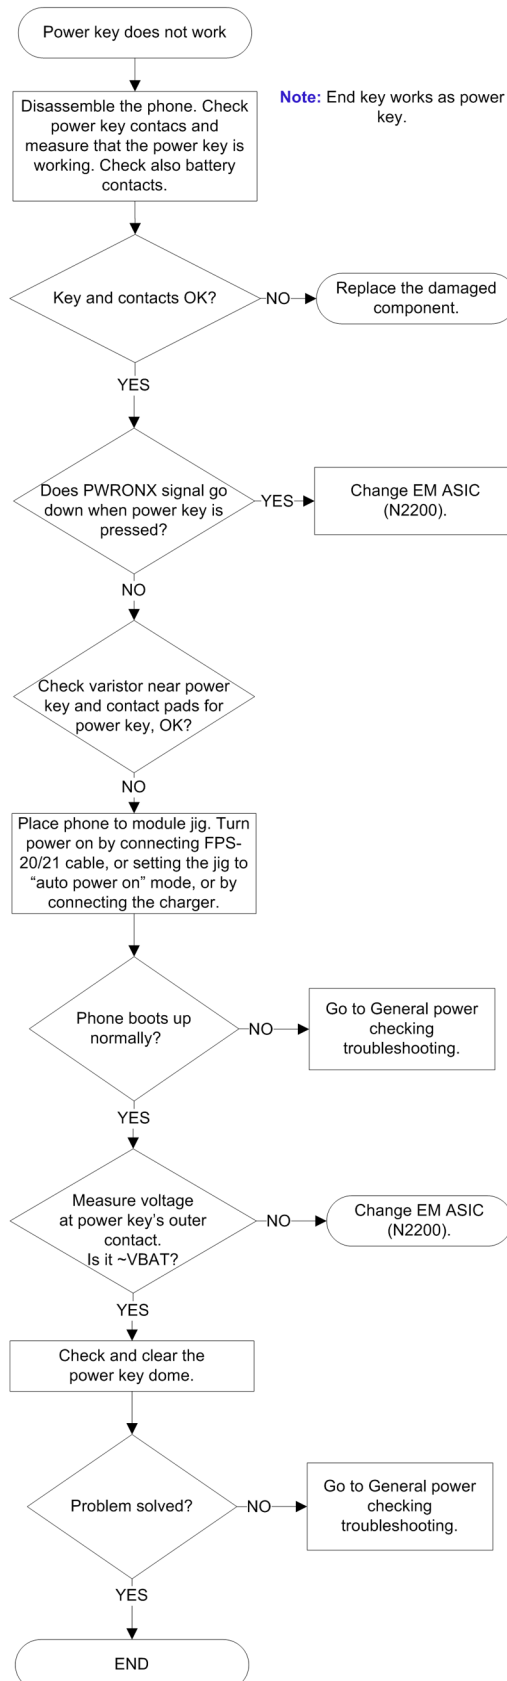 Power key does not work
Note: End key works as power
key.
Disassemble the phone. Check
power key contacs and
measure that the power key is
working. Check also battery
contacts.
Key and contacts OK?
NO
Replace the damaged
component.
YES
Does PWRONX signal go
down when power key is
pressed?
YES
Change EM ASIC
(N2200).
NO
Check varistor near power
key and contact pads for
power key, OK?
NO
Place phone to module jig. Turn
power on by connecting FPS-
20/21 cable, or setting the jig to
“auto power on” mode, or by
connecting the charger.
Phone boots up
normally?
NO
Go to General power
checking
troubleshooting.
YES
Measure voltage
at power key’s outer
contact.
Is it ~VBAT?
NO
Change EM ASIC
(N2200).
YES
Check and clear the
power key dome.
Problem solved?
NO
Go to General power
checking
troubleshooting.
YES
END